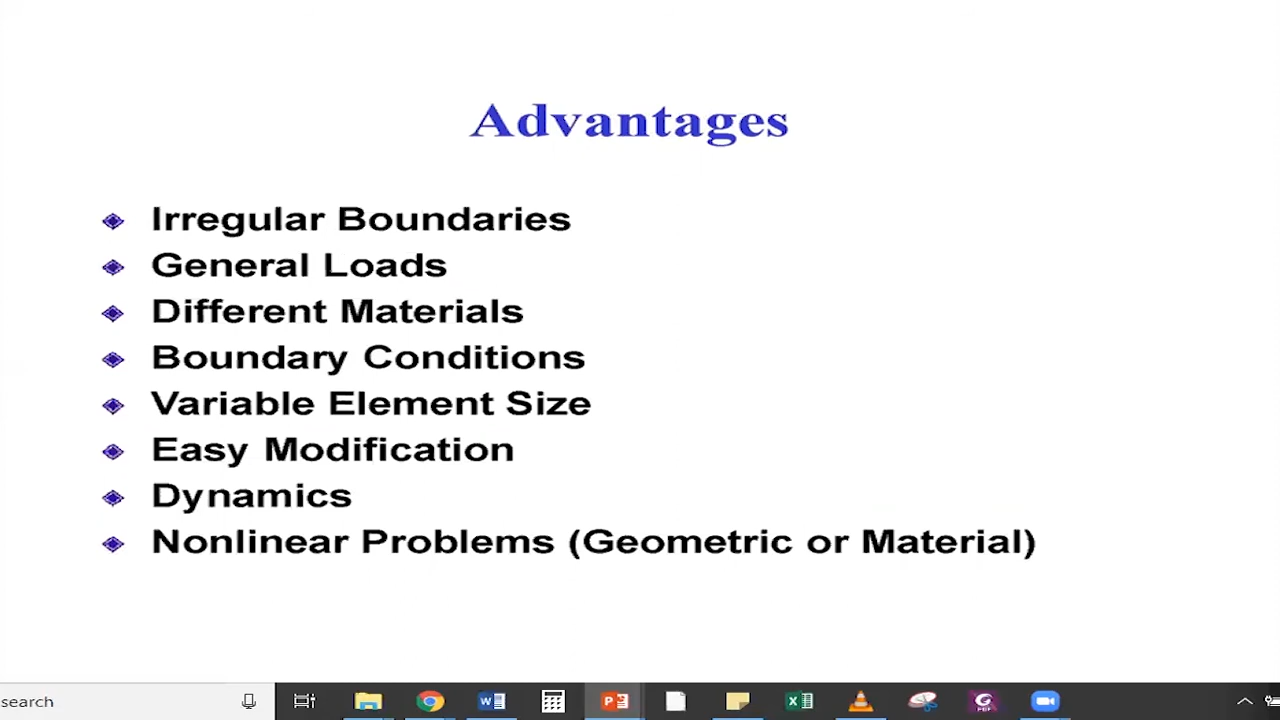 Advantages
Irregular Boundaries
General Loads
Different Materials
Boundary Conditions
Variable Element Size
Easy Modification
Dynamics
Nonlinear Problems (Geometric or Material)
search